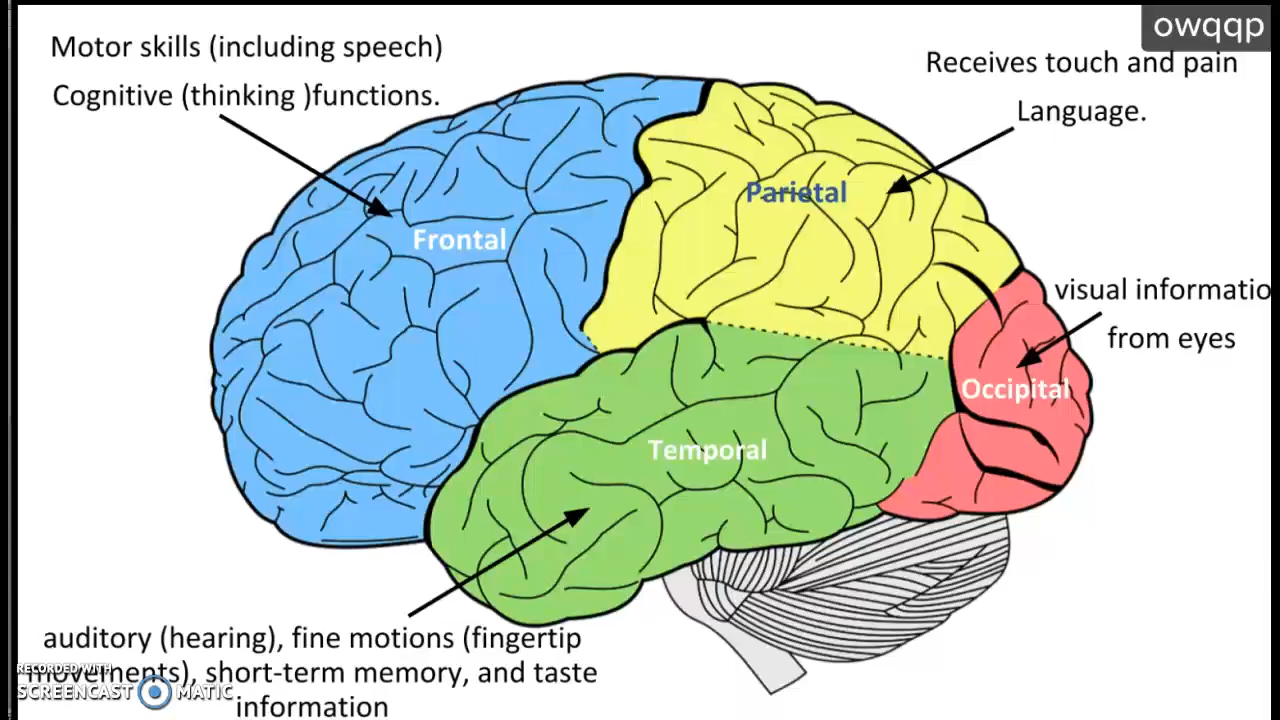 owqqp
Motor skills (including speech)
Cognitive (thinking )functions.
Receives touch and pain
Language.
Parietal
Frontal
visual informatio
from eyes
Occipital
Temporal
auditory (hearing), fine motions (fingertip
movements), short-term memory, and taste
information
RECORDED WITH
SCREENCAST MATIC